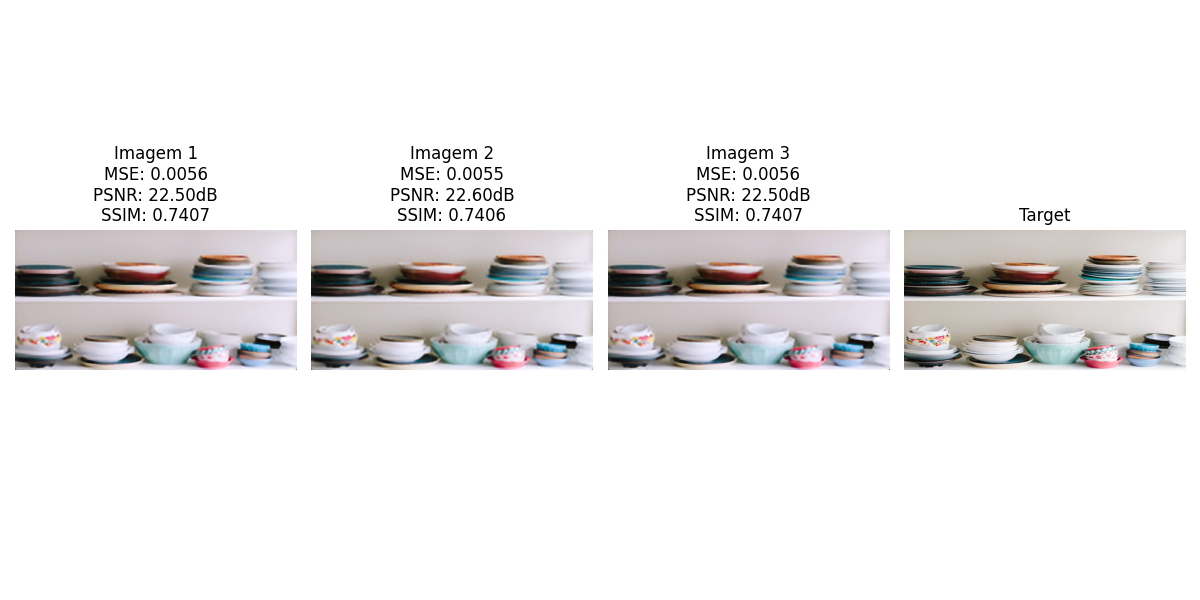 Imagem 1
MSE: 0.0056
PSNR: 22.50dB
SSIM: 0.7407
Imagem 2
MSE: 0.0055
PSNR: 22.60dB
SSIM: 0.7406
Imagem 3
MSE: 0.0056
PSNR: 22.50dB
SSIM: 0.7407
Target